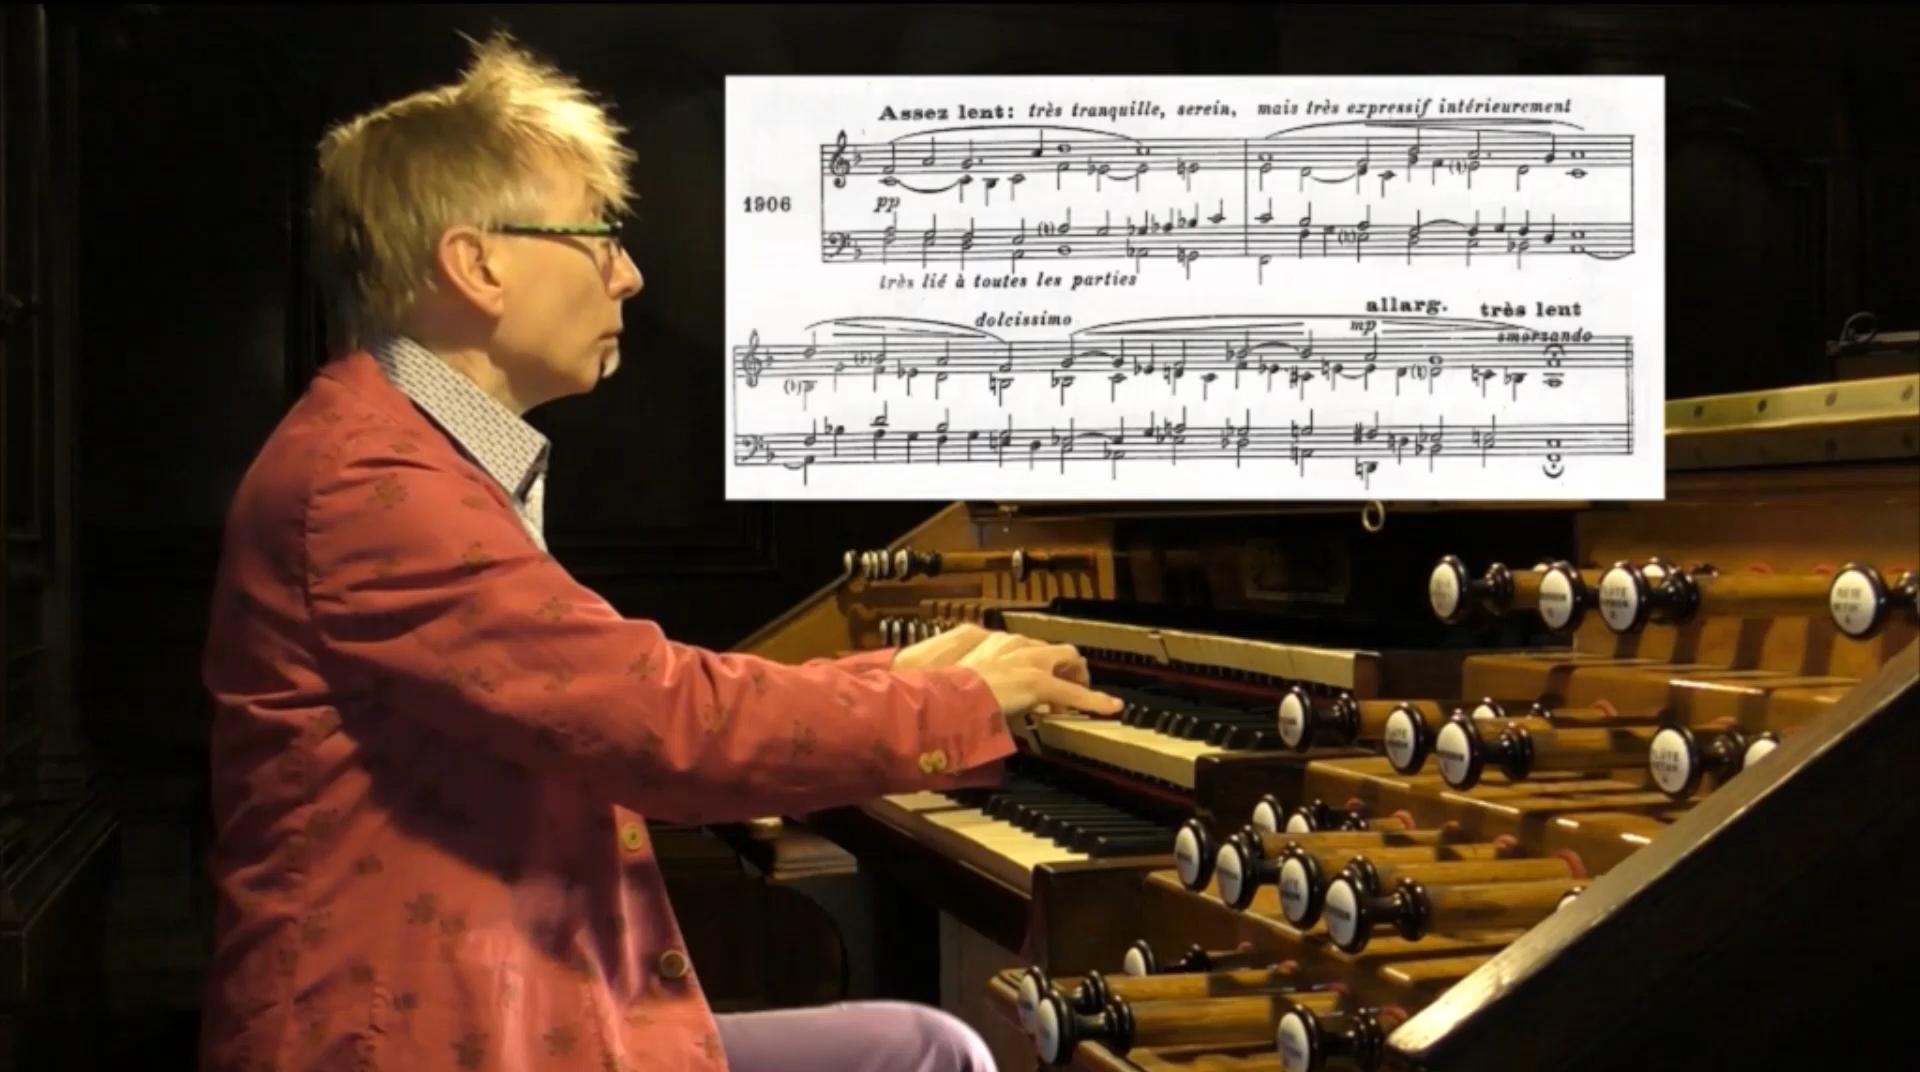 Assez lent: très tranquille, serein, mais très expressif intérieurement
1906
pp
très lié à toutes les parties
dolcissimo
allarg. très lent
mp
smorzando
FLÛTE